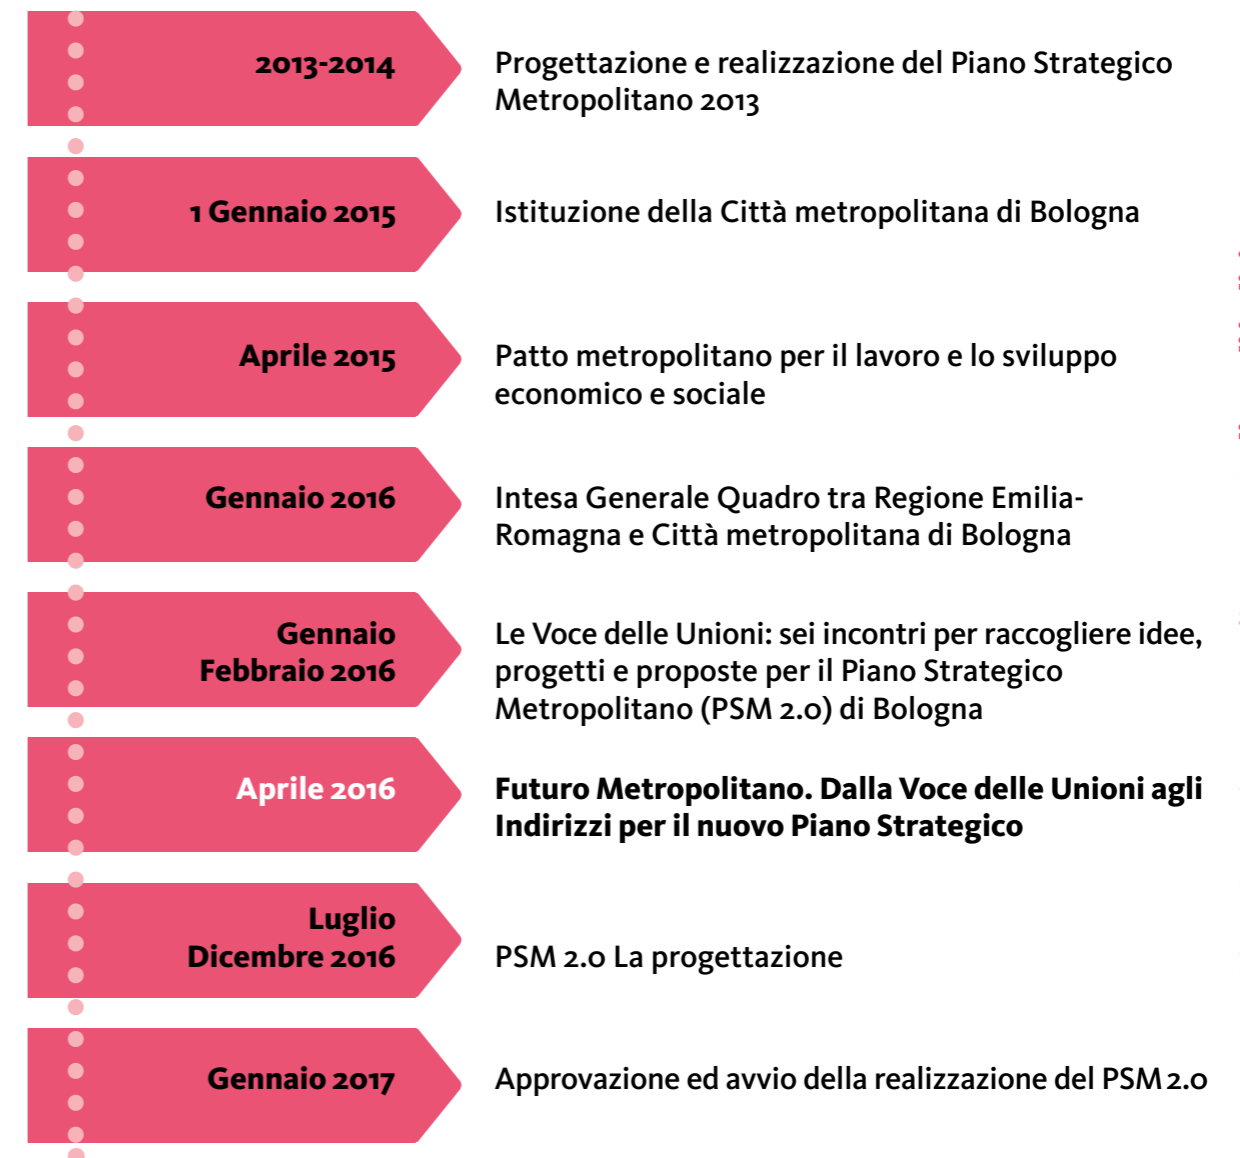 2013-2014
Progettazione e realizzazione del Piano Strategico
Metropolitano 2013
1 Gennaio 2015
Istituzione della Città metropolitana di Bologna
Aprile 2015
Patto metropolitano per il lavoro e lo sviluppo
economico e sociale
Gennaio 2016
Intesa Generale Quadro tra Regione Emilia-
Romagna e Città metropolitana di Bologna
Gennaio
Febbraio 2016
Le Voce delle Unioni: sei incontri per raccogliere idee,
progetti e proposte per il Piano Strategico
Metropolitano (PSM 2.0) di Bologna
Aprile 2016
Futuro Metropolitano. Dalla Voce delle Unioni agli
Indirizzi per il nuovo Piano Strategico
Luglio
Dicembre 2016
PSM 2.0 La progettazione
Gennaio 2017
Approvazione ed avvio della realizzazione del PSM 2.0